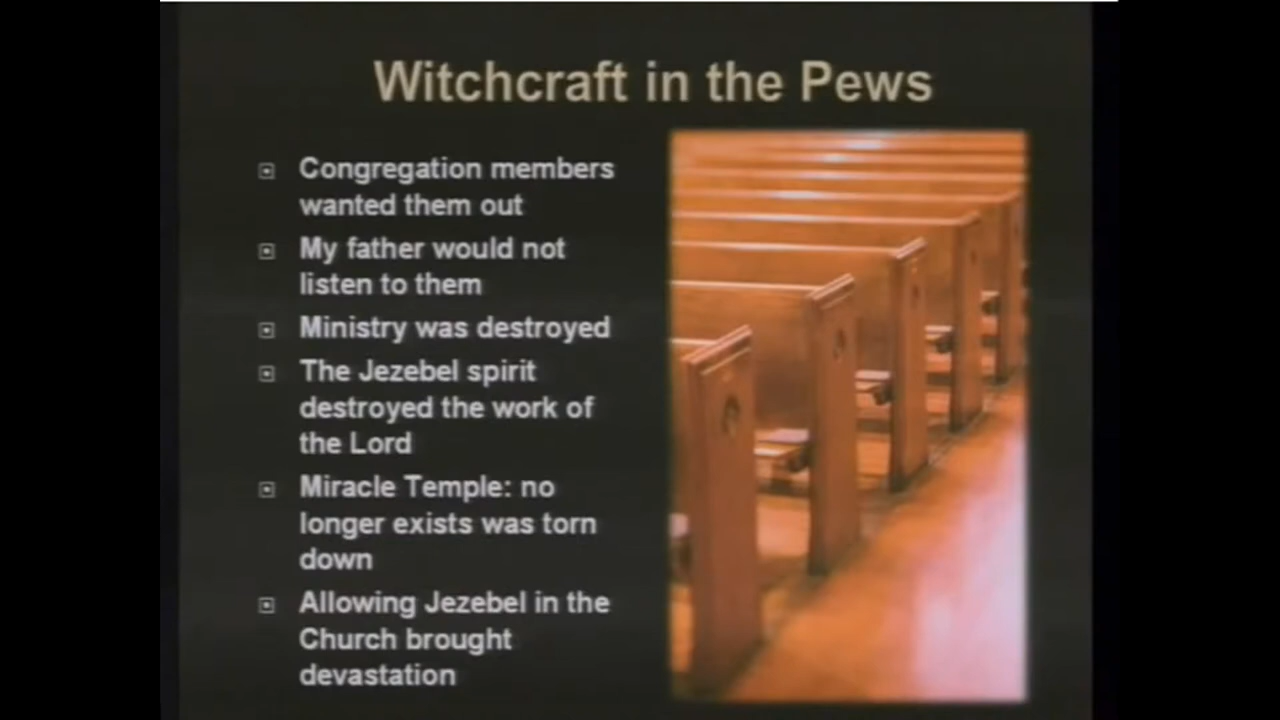 Witchcraft in the Pews
Congregation members
wanted them out
My father would not
listen to them
Ministry was destroyed
The Jezebel spirit
destroyed the work of
the Lord
Miracle Temple: no
longer exists was torn
down
Allowing Jezebel in the
Church brought
devastation